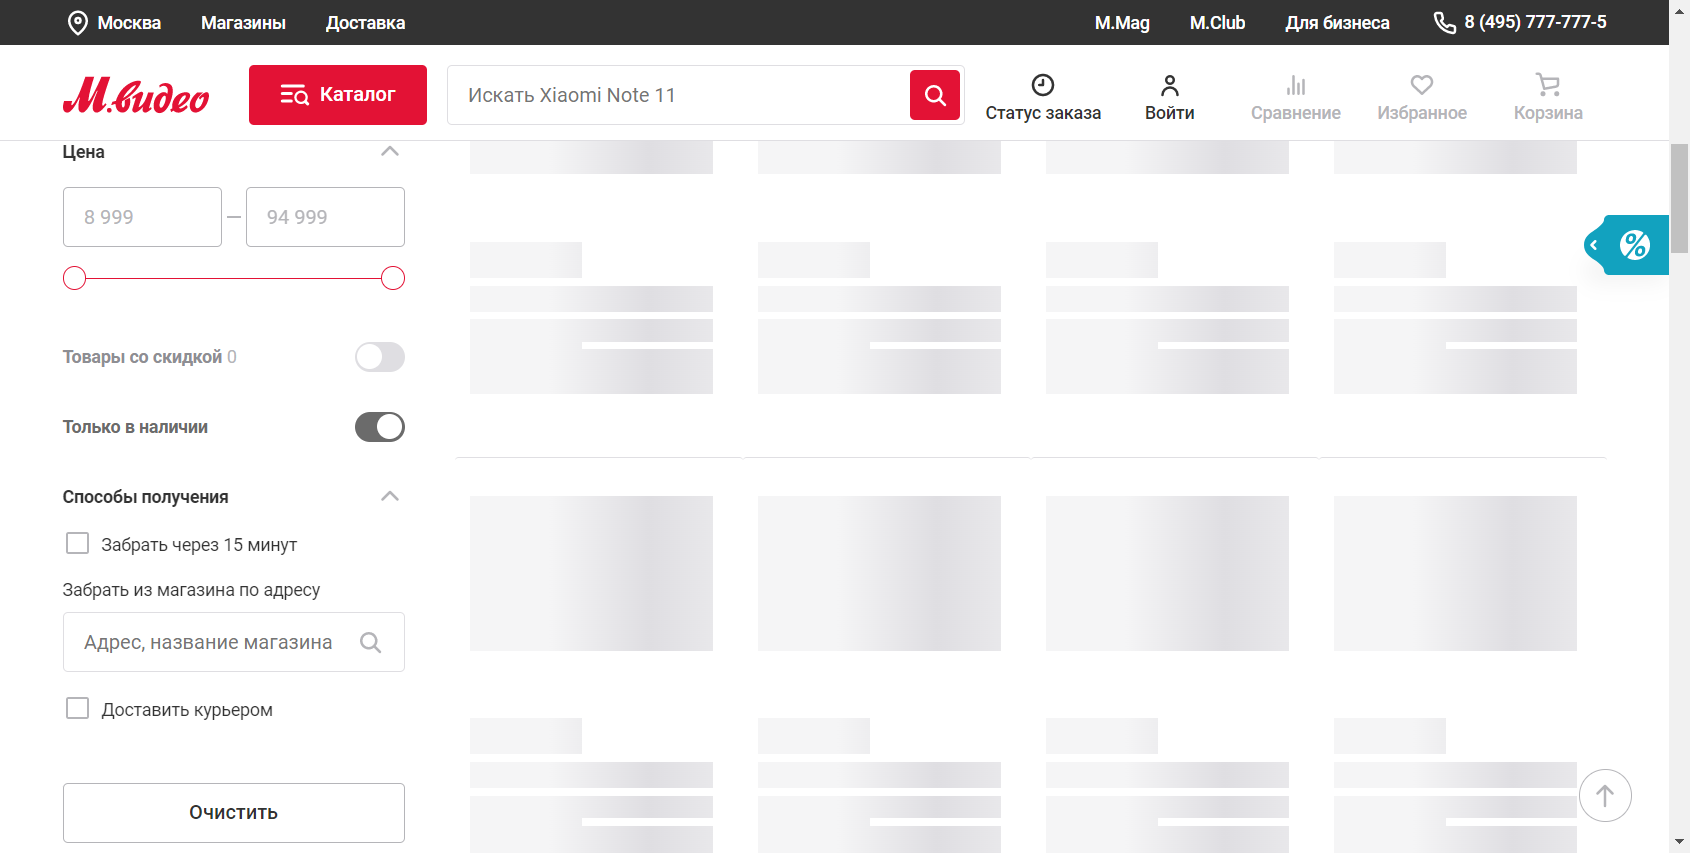 Москва Магазины Доставка M.Mag M.Club Для бизнеса 8 (495) 777-777-5
М.видео Каталог Искать Xiaomi Note 11 Статус заказа Войти Сравнение Избранное Корзина
Цена
8 999 — 94 999
Товары со скидкой 0
Только в наличии
Способы получения
Забрать через 15 минут
Забрать из магазина по адресу
Адрес, название магазина
Доставить курьером
Очистить